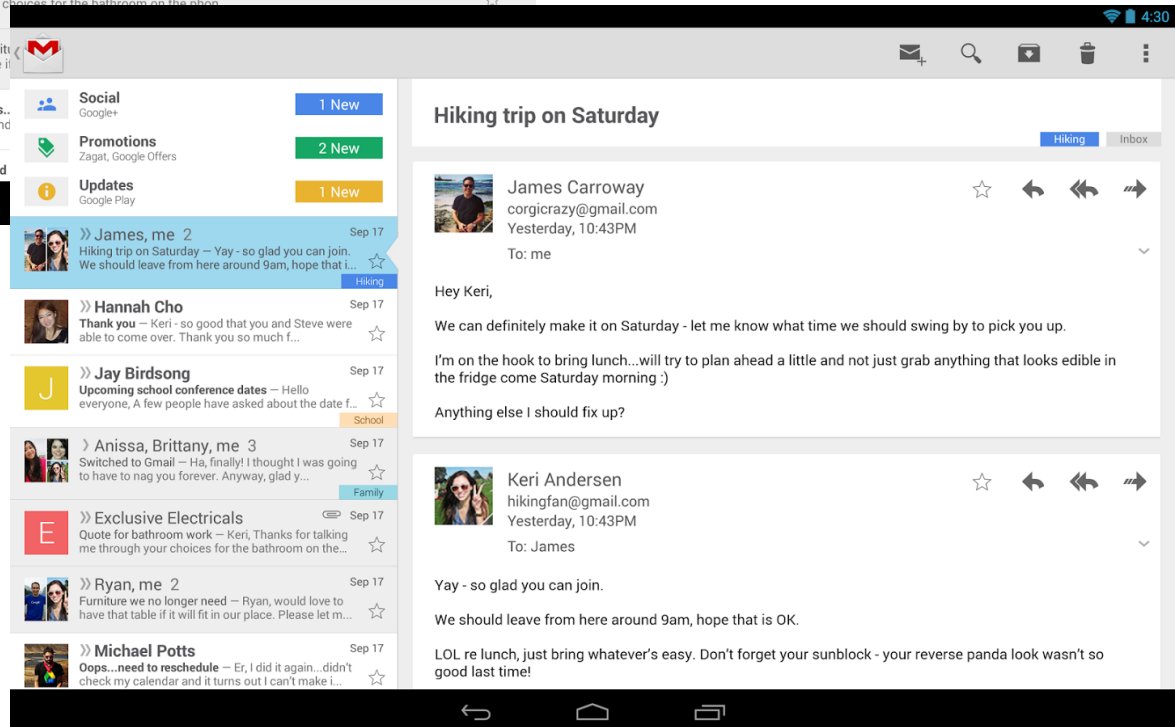 choices for the bathroom on the phon
4:30
Social
Google+
1 New
Promotions
Zagat, Google Offers
2 New
Updates
Google Play
1 New
James, me 2
Sep 17
Hiking trip on Saturday — Yay - so glad you can join.
We should leave from here around 9am, hope that i...
Hiking
Hannah Cho
Sep 17
Thank you — Keri - so good that you and Steve were
able to come over. Thank you so much f...
J
Jay Birdsong
Sep 17
Upcoming school conference dates — Hello
everyone, A few people have asked about the date f...
School
Anissa, Brittany, me 3
Sep 17
Switched to Gmail — Ha, finally! I thought I was going
to have to nag you forever. Anyway, glad y...
Family
E
Exclusive Electricals
Sep 17
Quote for bathroom work — Keri, Thanks for talking
me through your choices for the bathroom on the...
Ryan, me 2
Sep 17
Furniture we no longer need — Ryan, would love to
have that table if it will fit in our place. Please let m...
Michael Potts
Sep 17
Oops...need to reschedule — Er, I did it again...didn't
check my calendar and it turns out I can't make i...
Hiking trip on Saturday
Hiking
Inbox
James Carroway
corgicrazy@gmail.com
Yesterday, 10:43PM
To: me
Hey Keri,
We can definitely make it on Saturday - let me know what time we should swing by to pick you up.
I'm on the hook to bring lunch...will try to plan ahead a little and not just grab anything that looks edible in
the fridge come Saturday morning :)
Anything else I should fix up?
Keri Andersen
hikingfan@gmail.com
Yesterday, 10:43PM
To: James
Yay - so glad you can join.
We should leave from here around 9am, hope that is OK.
LOL re lunch, just bring whatever's easy. Don't forget your sunblock - your reverse panda look wasn't so
good last time!